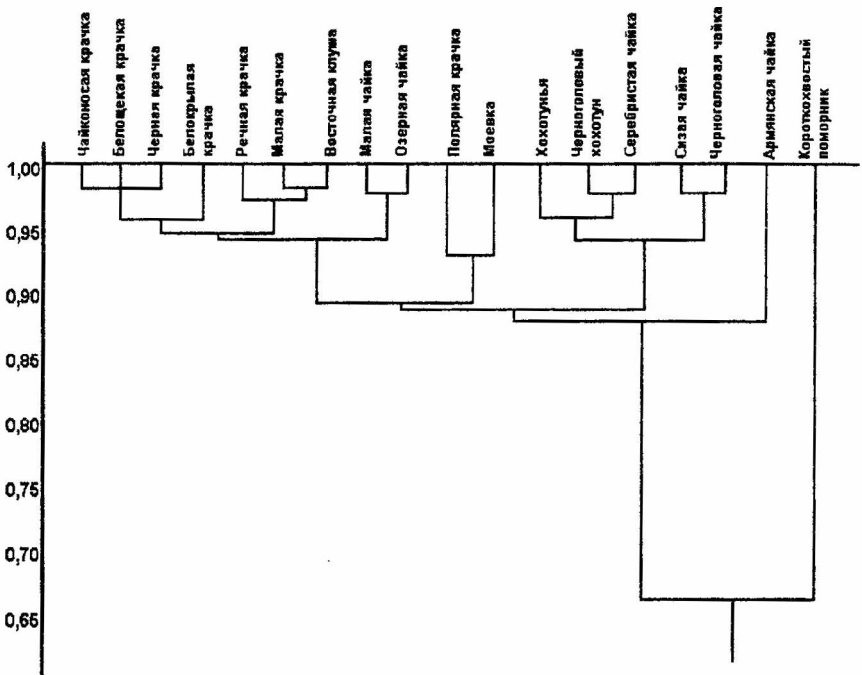 Чайконосая крачка
Белощекая крачка
Черная крачка
Белокрылая
крачка
Речная крачка
Малая крачка
Восточная клуша
Малая чайка
Озерная чайка
Полярная крачка
Моевка
Хохотунья
Черноголовый
хохотун
Серебристая чайка
Сизая чайка
Черноголовая чайка
Армянская чайка
Короткохвостый
поморник
1,00
0,95
0,90
0,85
0,80
0,75
0,70
0,65